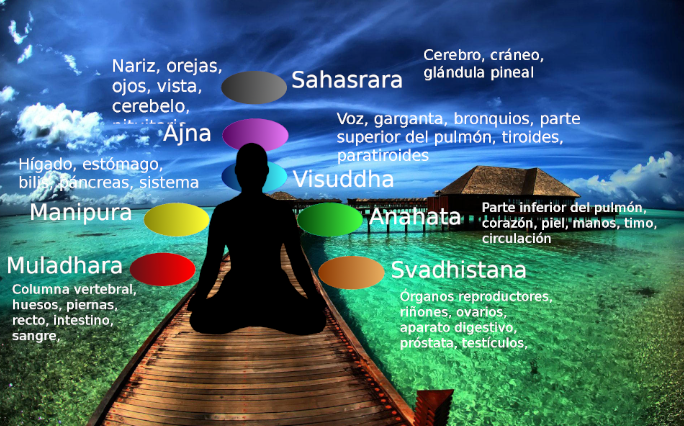 Cerebro, cráneo,
glándula pineal
Sahasrara
Nariz, orejas,
ojos, vista,
cerebelo,
Ajna
Voz, garganta, bronquios, parte
superior del pulmón, tiroides,
paratiroides
Visuddha
Hígado, estómago,
bilis, páncreas, sistema
Manipura
Anahata
Parte inferior del pulmón,
corazón, piel, manos, timo,
circulación
Muladhara
Columna vertebral,
huesos, piernas,
recto, intestino,
sangre,
Svadhistana
Órganos reproductores,
riñones, ovarios,
aparato digestivo,
próstata, testículos,